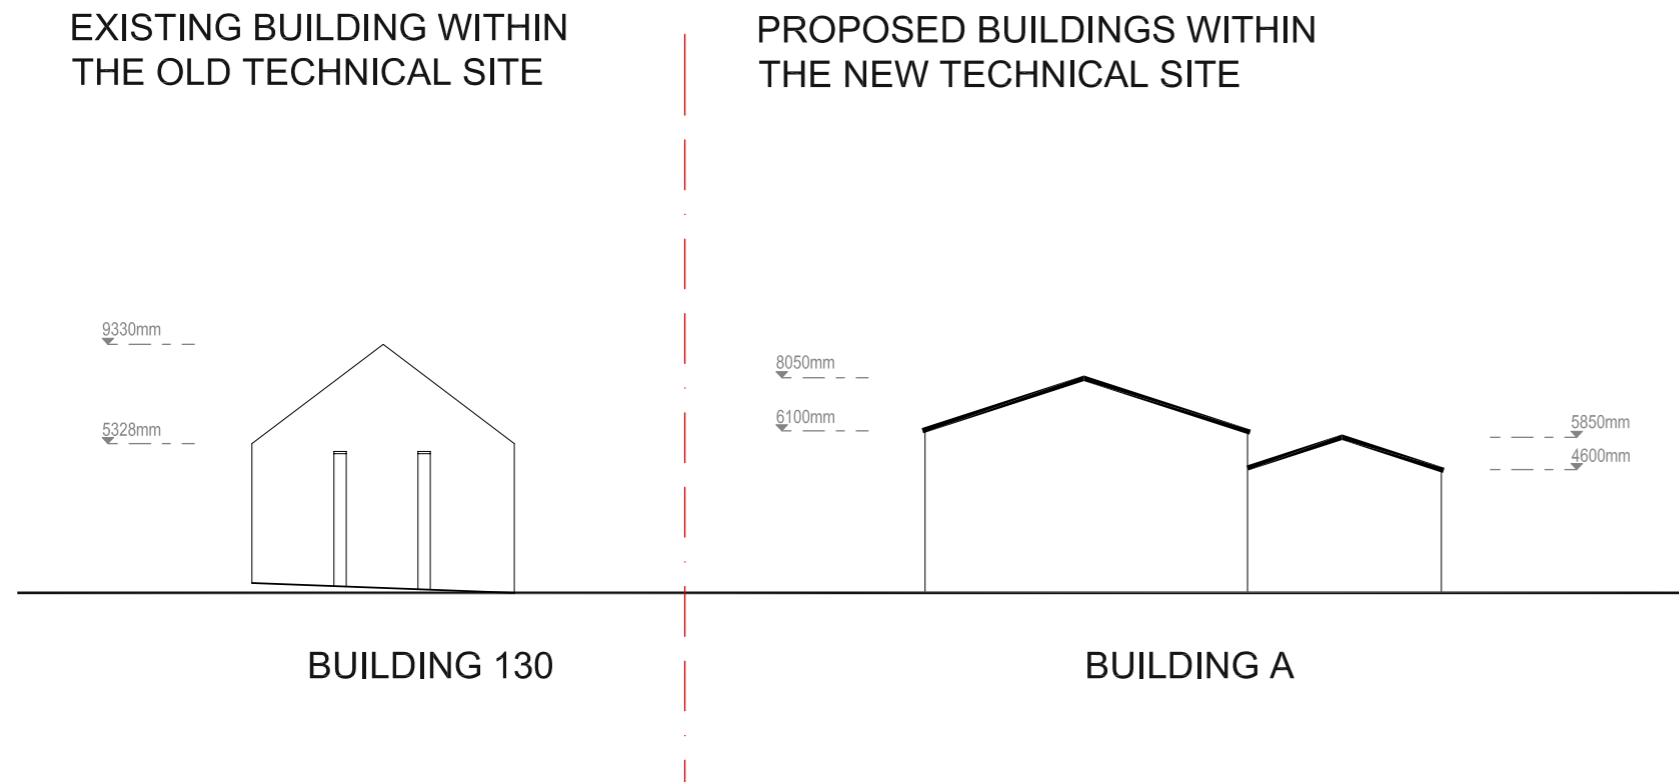 EXISTING BUILDING WITHIN
THE OLD TECHNICAL SITE
PROPOSED BUILDINGS WITHIN
THE NEW TECHNICAL SITE
9330mm
5328mm
8050mm
6100mm
5850mm
4600mm
BUILDING 130
BUILDING A